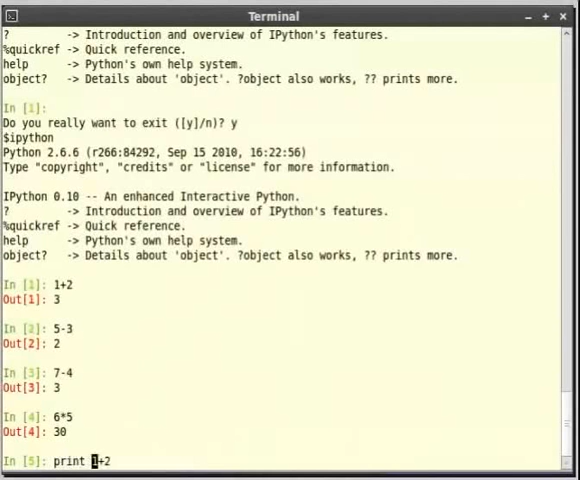 Terminal
? -> Introduction and overview of IPython's features.
%quickref -> Quick reference.
help -> Python's own help system.
object? -> Details about 'object'. ?object also works, ?? prints more.
In [1]:
Do you really want to exit ([y]/n)? y
$ipython
Python 2.6.6 (r266:84292, Sep 15 2010, 16:22:56)
Type "copyright", "credits" or "license" for more information.
IPython 0.10 -- An enhanced Interactive Python.
? -> Introduction and overview of IPython's features.
%quickref -> Quick reference.
help -> Python's own help system.
object? -> Details about 'object'. ?object also works, ?? prints more.
In [1]: 1+2
Out[1]: 3
In [2]: 5-3
Out[2]: 2
In [3]: 7-4
Out[3]: 3
In [4]: 6*5
Out[4]: 30
In [5]: print 1+2